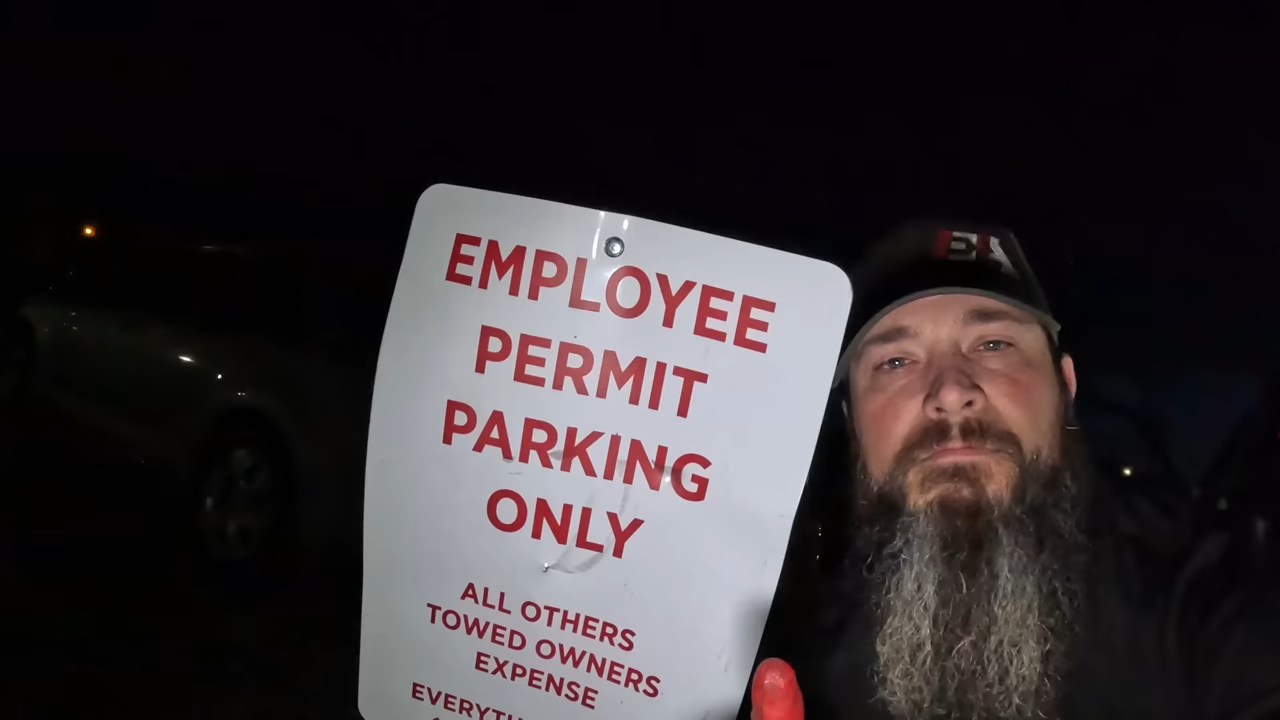 EMPLOYEE
PERMIT
PARKING
ONLY
ALL OTHERS
TOWED OWNERS
EXPENSE